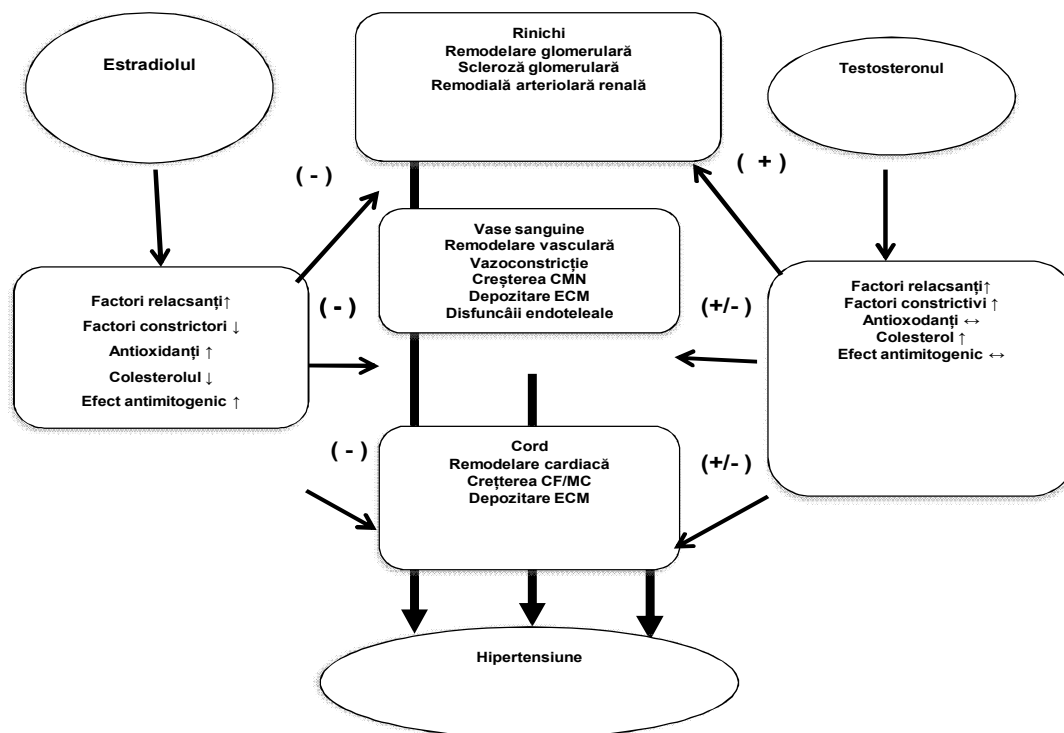 Estradiolul
Rinichi
Remodelare glomerulară
Scleroză glomerulară
Remodială arteriolară renală
Testosteronul
( - )
( + )
Vase sanguine
Remodelare vasculară
Vazoconstricție
Creșterea CMN
Depozitare ECM
Disfuncâii endoteleale
Factori relacsanți↑
Factori constrictori ↓
Antioxidanți ↑
Colesterolul ↓
Efect antimitogenic ↑
( - )
(+/-)
Factori relacsanți↑
Factori constrictivi ↑
Antioxodanți ↔
Colesterol ↑
Efect antimitogenic ↔
( - )
(+/-)
Cord
Remodelare cardiacă
Crețterea CF/MC
Depozitare ECM
Hipertensiune